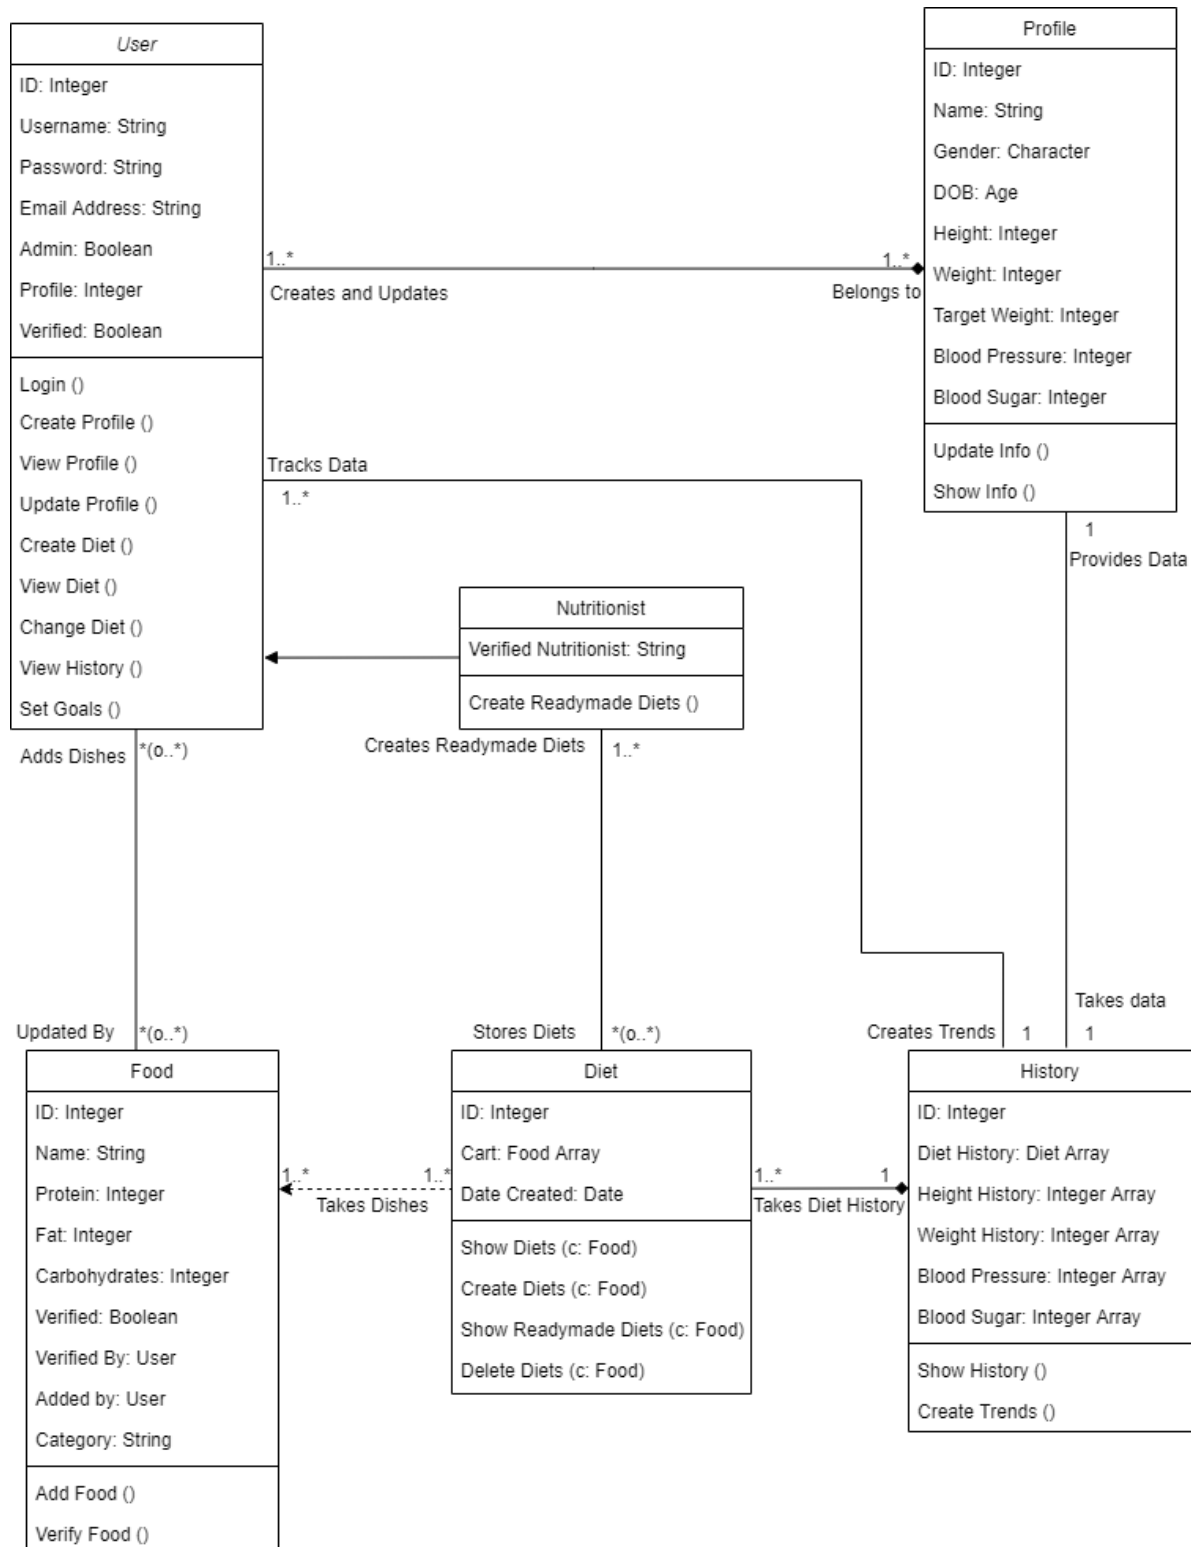 User
ID: Integer
Username: String
Password: String
Email Address: String
Admin: Boolean
Profile: Integer
Verified: Boolean
Login ()
Create Profile ()
View Profile ()
Update Profile ()
Create Diet ()
View Diet ()
Change Diet ()
View History ()
Set Goals ()
Profile
ID: Integer
Name: String
Gender: Character
DOB: Age
Height: Integer
Weight: Integer
Target Weight: Integer
Blood Pressure: Integer
Blood Sugar: Integer
Update Info ()
Show Info ()
1..*
Creates and Updates
1..*
Belongs to
Tracks Data
1..*
1
Provides Data
Nutritionist
Verified Nutritionist: String
Create Readymade Diets ()
Adds Dishes
*(o..*)
Creates Readymade Diets
1..*
Updated By
*(o..*)
Stores Diets
*(o..*)
Creates Trends
1
Takes data
1
Food
ID: Integer
Name: String
Protein: Integer
Fat: Integer
Carbohydrates: Integer
Verified: Boolean
Verified By: User
Added by: User
Category: String
Add Food ()
Verify Food ()
1..*
1..*
Takes Dishes
Diet
ID: Integer
Cart: Food Array
Date Created: Date
Show Diets (c: Food)
Create Diets (c: Food)
Show Readymade Diets (c: Food)
Delete Diets (c: Food)
1..*
1
Takes Diet History
History
ID: Integer
Diet History: Diet Array
Height History: Integer Array
Weight History: Integer Array
Blood Pressure: Integer Array
Blood Sugar: Integer Array
Show History ()
Create Trends ()